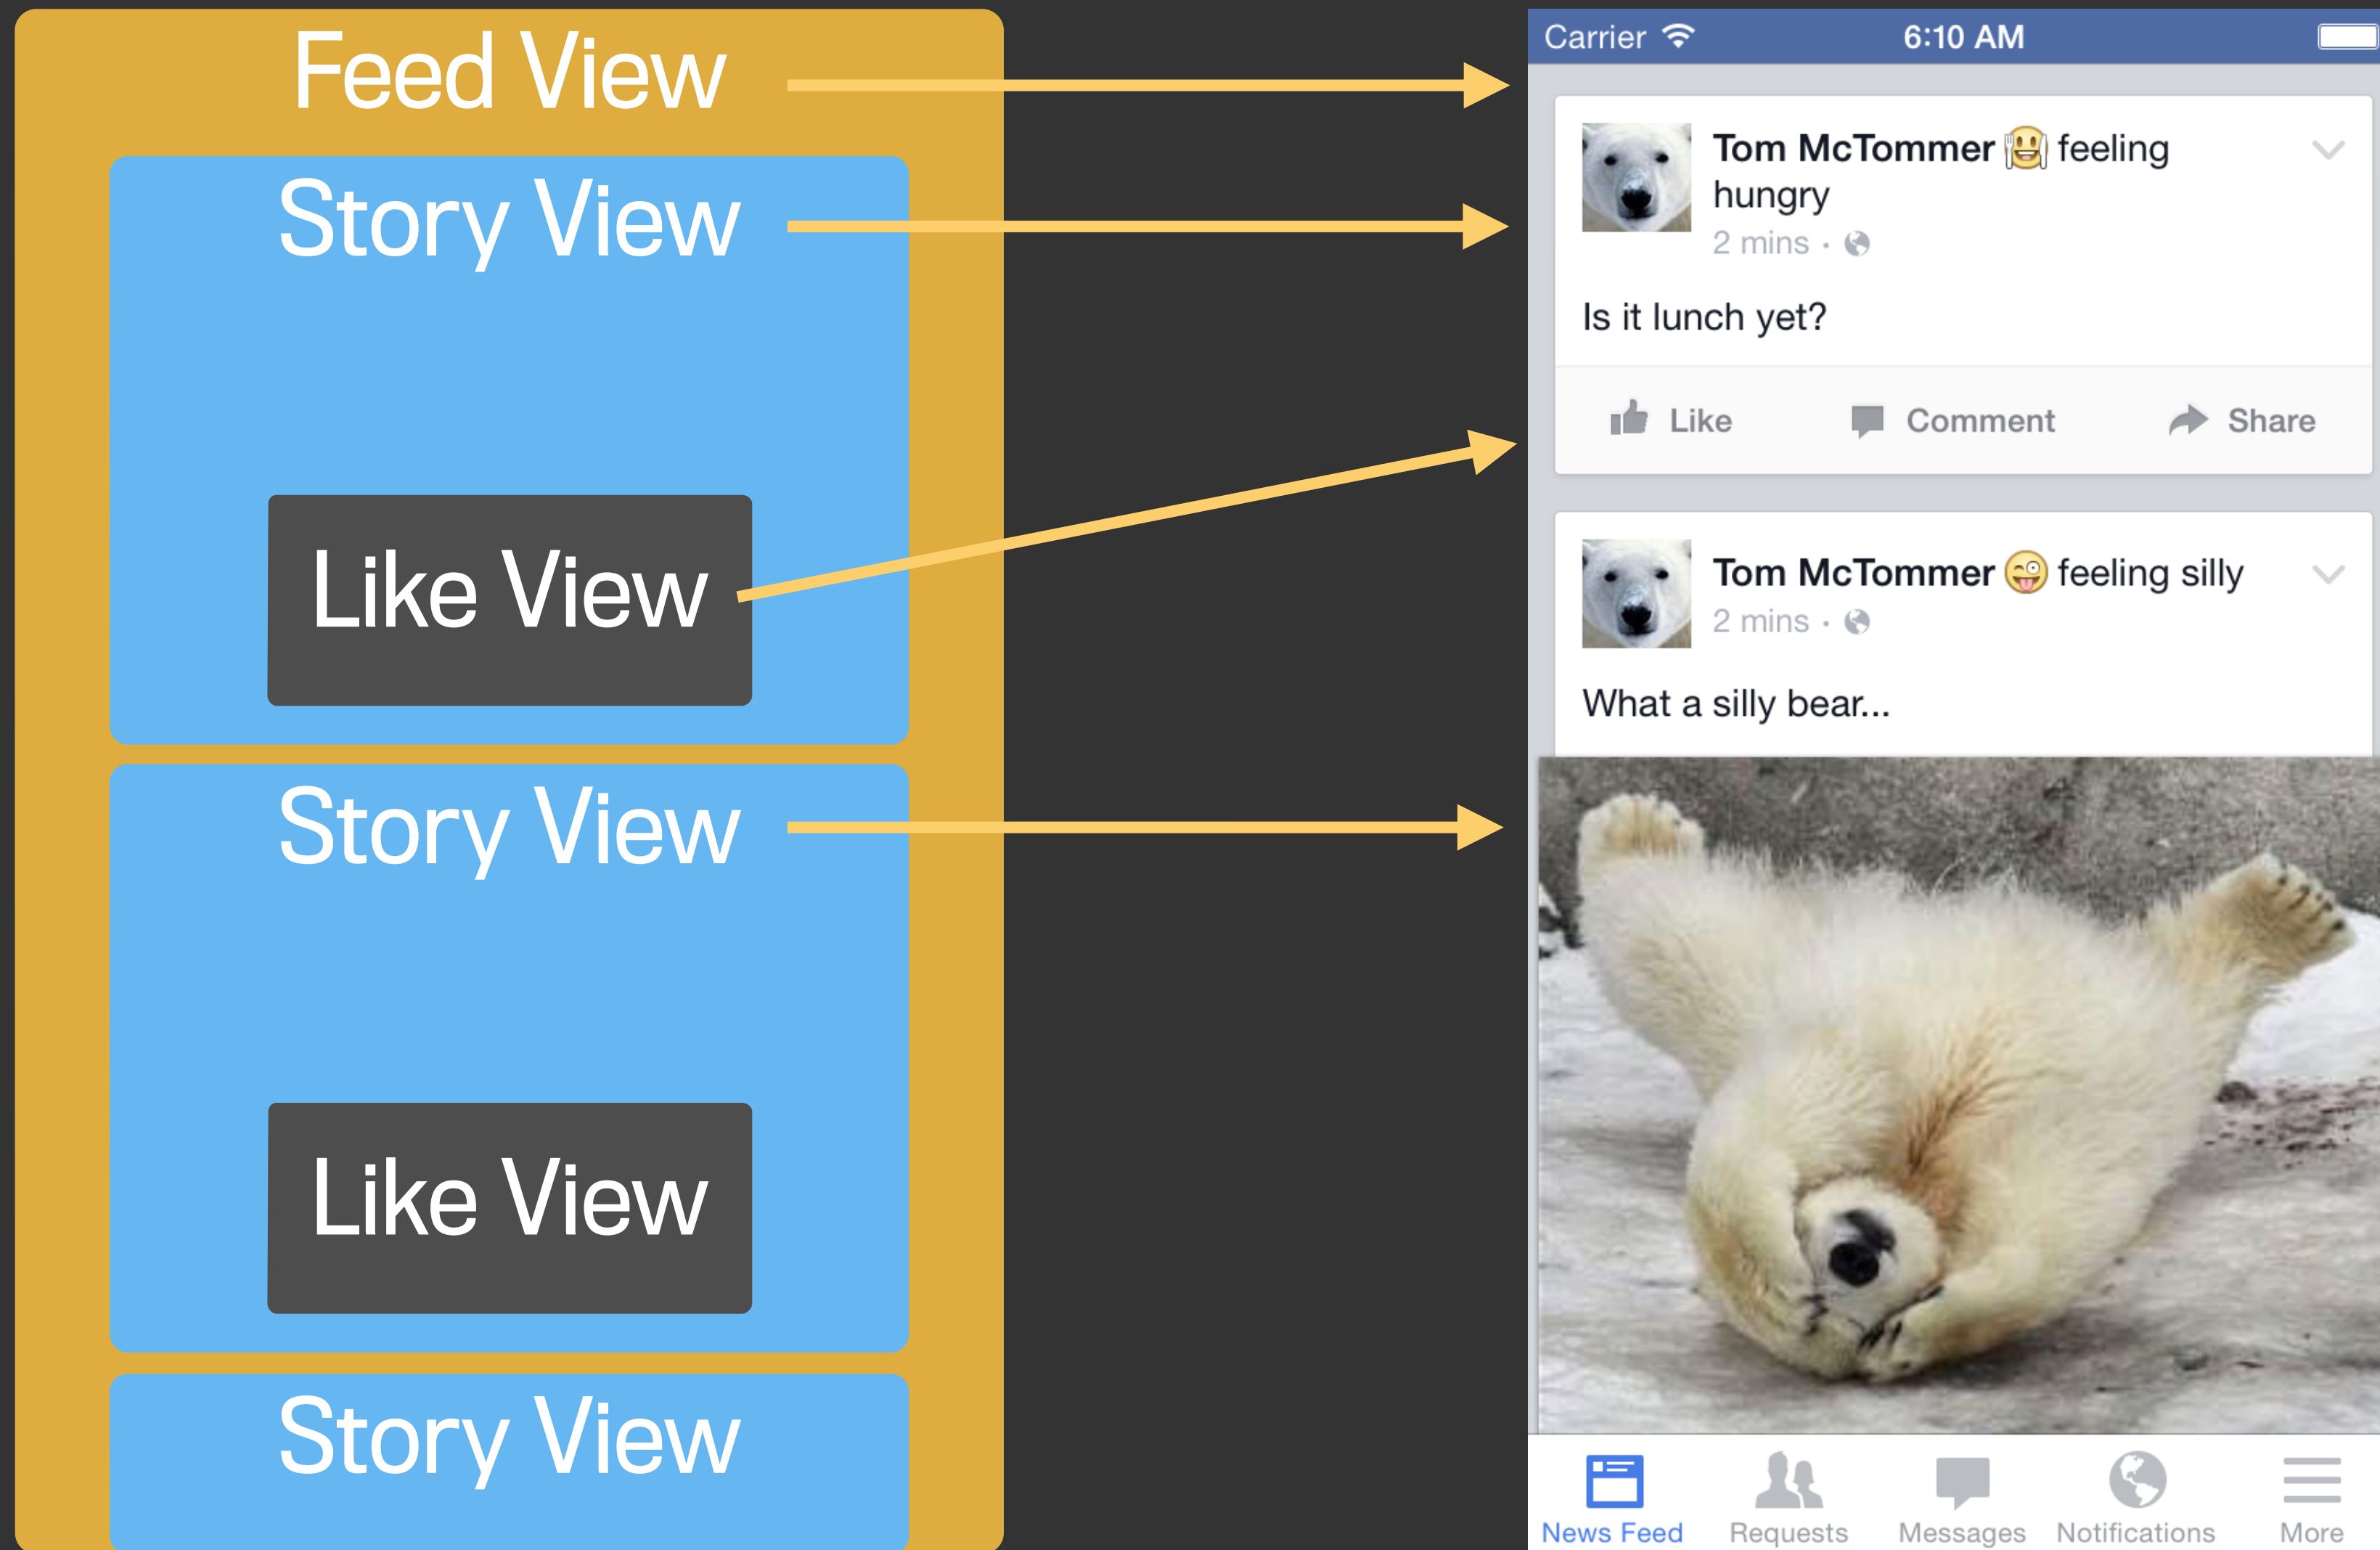 Feed View
Story View
Like View
Story View
Like View
Story View
Carrier 6:10 AM
Tom McTommer feeling
hungry
2 mins ·
Is it lunch yet?
Like Comment Share
Tom McTommer feeling silly
2 mins ·
What a silly bear...
News Feed Requests Messages Notifications More